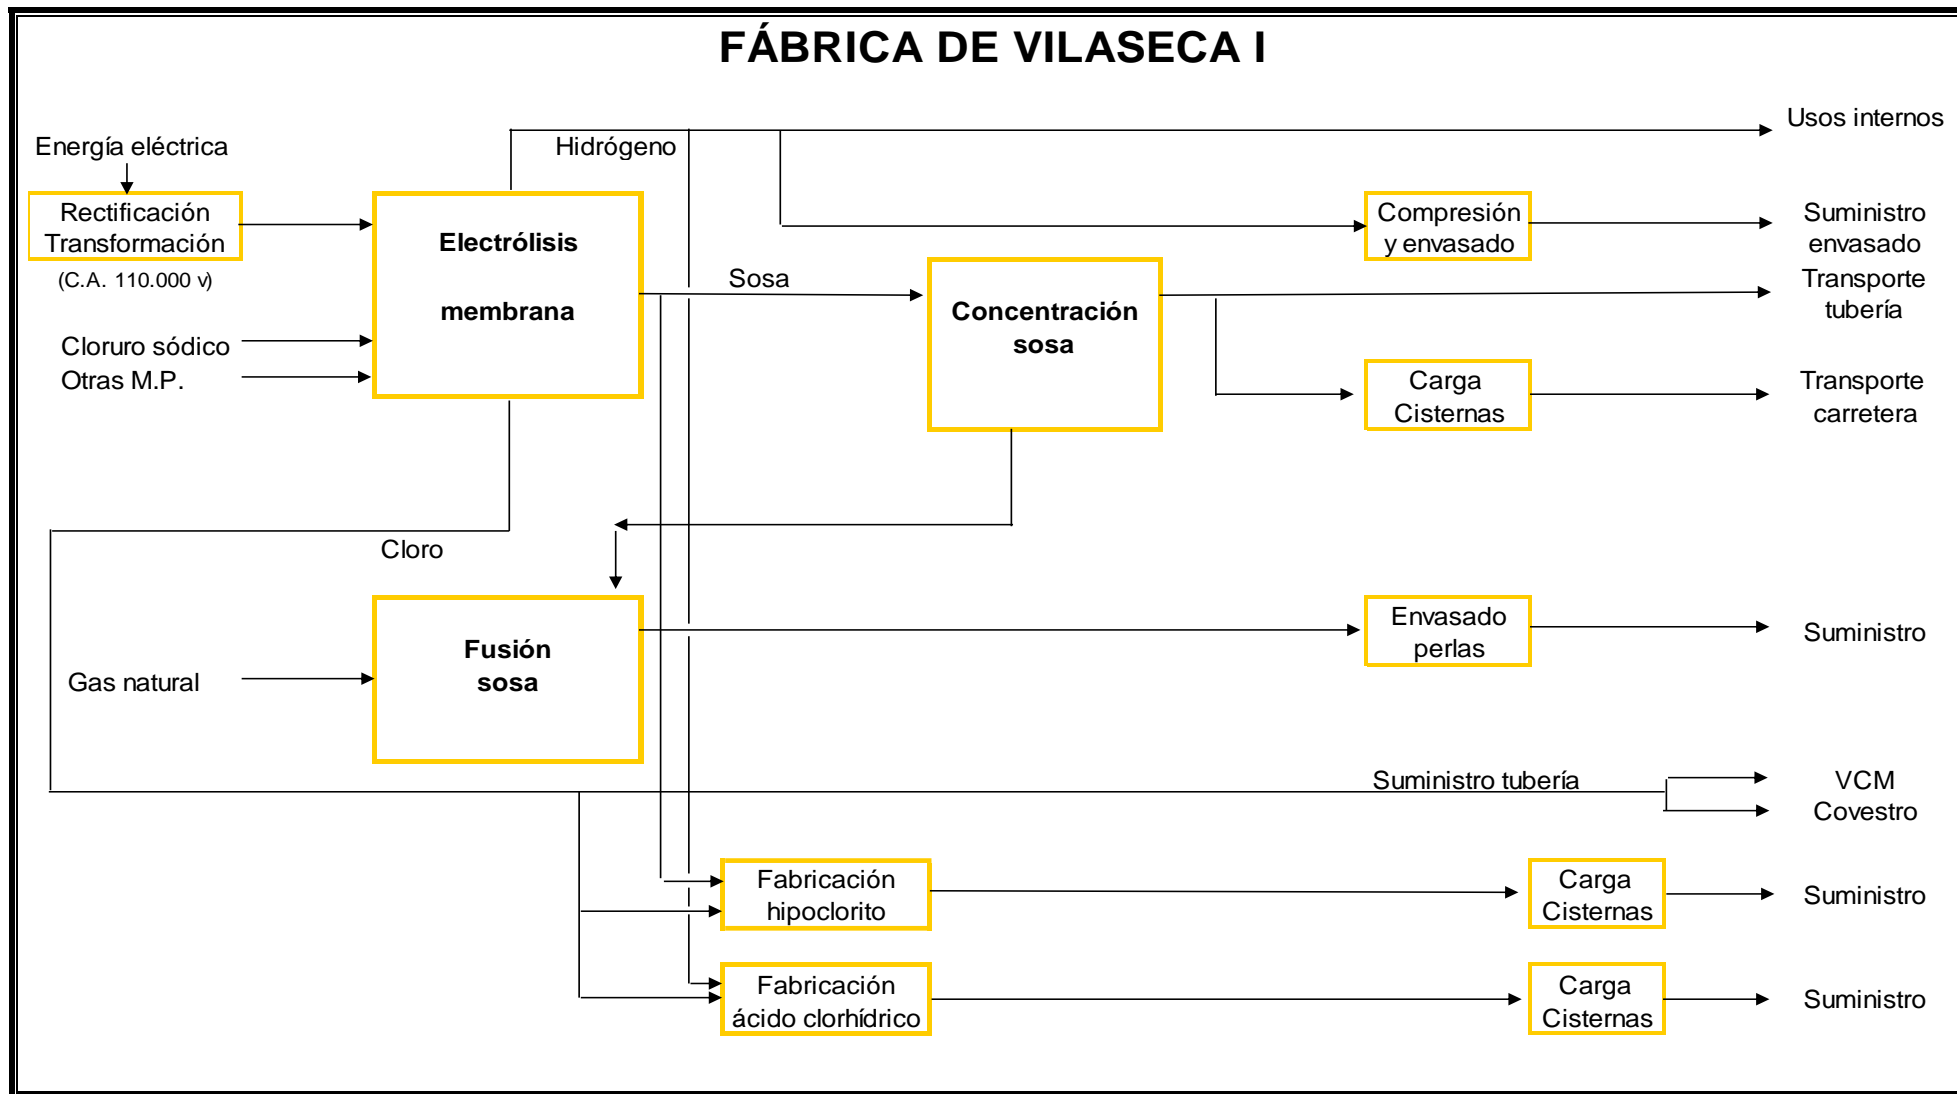 FÁBRICA DE VILASECA I
Usos internos
Energía eléctrica
Hidrógeno
Rectificación
Transformación
(C.A. 110.000 v)
Electrólisis
membrana
Compresión
y envasado
Suministro
envasado
Sosa
Concentración
sosa
Transporte
tubería
Cloruro sódico
Otras M.P.
Carga
Cisternas
Transporte
carretera
Cloro
Fusión
sosa
Envasado
perlas
Suministro
Gas natural
Suministro tubería
VCM
Covestro
Fabricación
hipoclorito
Carga
Cisternas
Suministro
Fabricación
ácido clorhídrico
Carga
Cisternas
Suministro